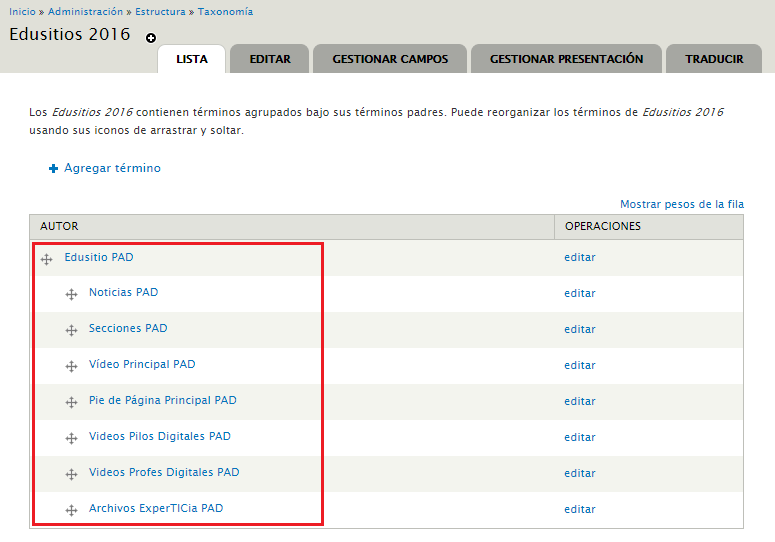 Inicio » Administración » Estructura » Taxonomía
Edusitios 2016
LISTA EDITAR GESTIONAR CAMPOS GESTIONAR PRESENTACIÓN TRADUCIR
Los Edusitios 2016 contienen términos agrupados bajo sus términos padres. Puede reorganizar los términos de Edusitios 2016
usando sus iconos de arrastrar y soltar.
Agregar término
Mostrar pesos de la fila
AUTOR OPERACIONES
Edusitio PAD editar
Noticias PAD editar
Secciones PAD editar
Vídeo Principal PAD editar
Pie de Página Principal PAD editar
Videos Pilos Digitales PAD editar
Videos Profes Digitales PAD editar
Archivos ExperTICia PAD editar